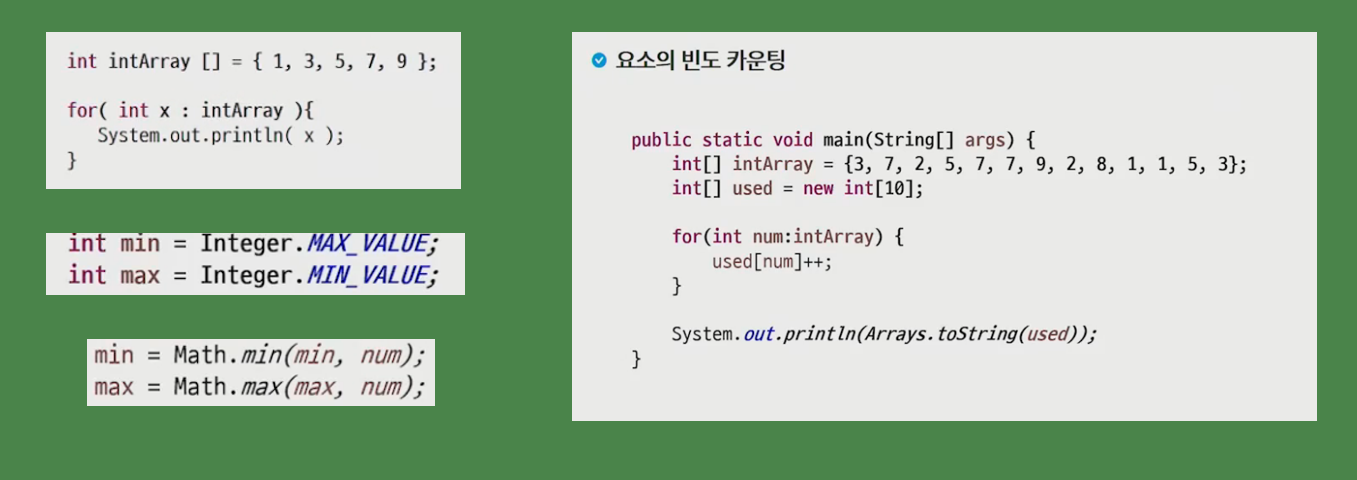 int intArray [] = { 1, 3, 5, 7, 9 };
for( int x : intArray ){
System.out.println( x );
}
int min = Integer.MAX_VALUE;
int max = Integer.MIN_VALUE;
min = Math.min(min, num);
max = Math.max(max, num);
요소의 빈도 카운팅
public static void main(String[] args) {
int[] intArray = {3, 7, 2, 5, 7, 7, 9, 2, 8, 1, 1, 5, 3};
int[] used = new int[10];
for(int num:intArray) {
used[num]++;
}
System.out.println(Arrays.toString(used));
}